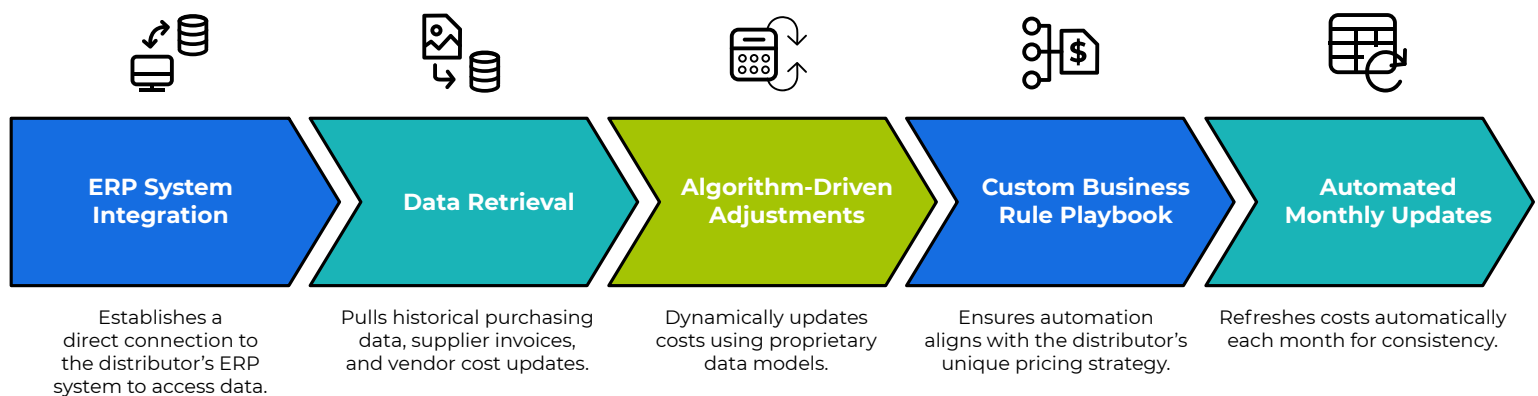 $
ERP System
Integration
Data Retrieval
Algorithm-Driven
Adjustments
Custom Business
Rule Playbook
Automated
Monthly Updates
Establishes a
direct connection to
the distributor’s ERP
system to access data.
Pulls historical purchasing
data, supplier invoices,
and vendor cost updates.
Dynamically updates
costs using proprietary
data models.
Ensures automation
aligns with the distributor’s
unique pricing strategy.
Refreshes costs automatically
each month for consistency.